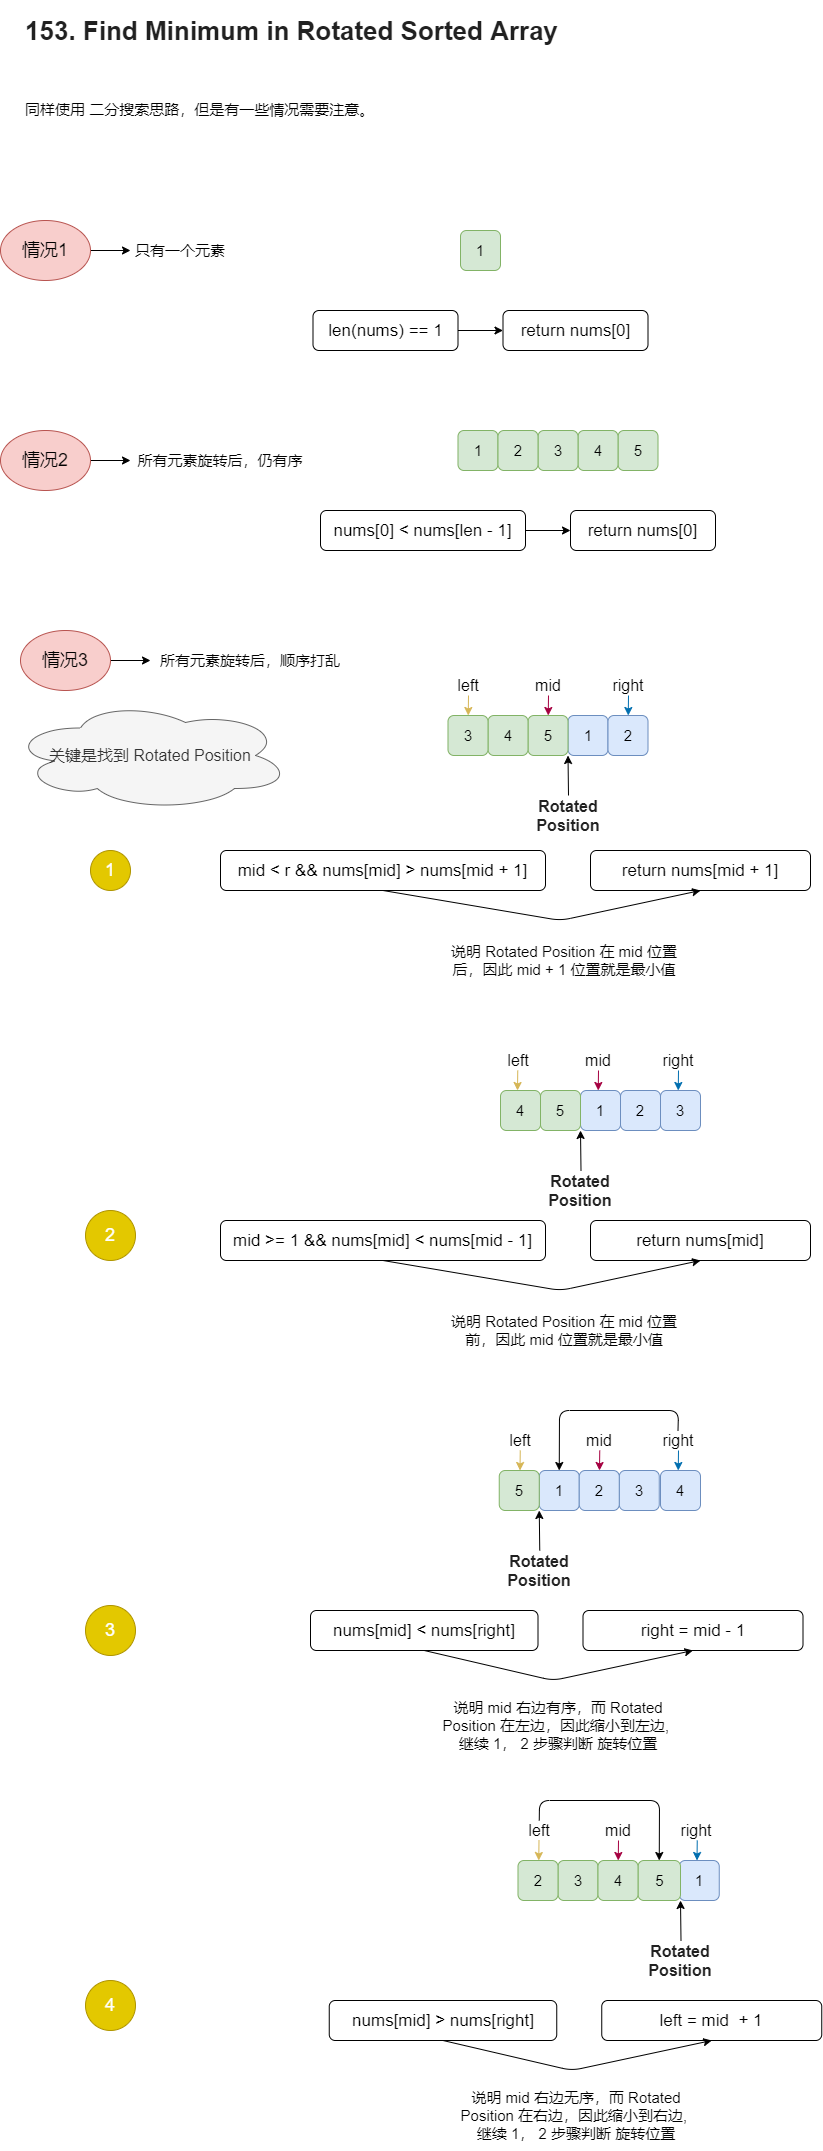 153. Find Minimum in Rotated Sorted Array
同样使用 二分搜索思路，但是有一些情况需要注意。
情况1
只有一个元素
1
len(nums) == 1
return nums[0]
情况2
所有元素旋转后，仍有序
1 2 3 4 5
nums[0] < nums[len - 1]
return nums[0]
情况3
所有元素旋转后，顺序打乱
关键是找到 Rotated Position
left mid right
3 4 5 1 2
Rotated
Position
1
mid < r && nums[mid] > nums[mid + 1]
return nums[mid + 1]
说明 Rotated Position 在 mid 位置
后，因此 mid + 1 位置就是最小值
left mid right
4 5 1 2 3
Rotated
Position
2
mid >= 1 && nums[mid] < nums[mid - 1]
return nums[mid]
说明 Rotated Position 在 mid 位置
前，因此 mid 位置就是最小值
left mid right
5 1 2 3 4
Rotated
Position
3
nums[mid] < nums[right]
right = mid - 1
说明 mid 右边有序，而 Rotated
Position 在左边，因此缩小到左边,
继续 1， 2 步骤判断 旋转位置
left mid right
2 3 4 5 1
Rotated
Position
4
nums[mid] > nums[right]
left = mid + 1
说明 mid 右边无序，而 Rotated
Position 在右边，因此缩小到右边,
继续 1， 2 步骤判断 旋转位置